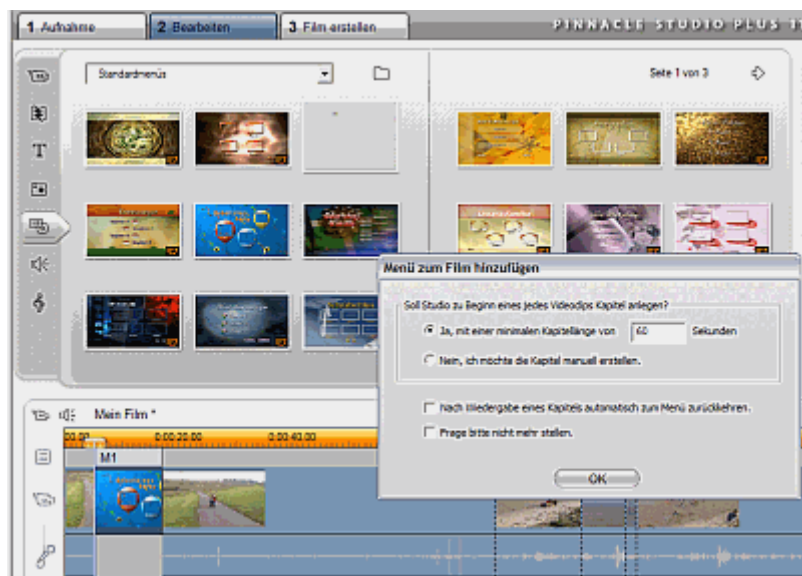 1 Aufnahme 2 Bearbeiten 3 Film erstellen PINNACLE STUDIO PLUS
Standardmenüs Seite 1 von 3
T
Menü zum Film hinzufügen
Soll Studio zu Beginn eines jedes Videoclips Kapitel anlegen?
Ja, mit einer minimalen Kapitellänge von 60 Sekunden
Nein, ich möchte die Kapitel manuell erstellen.
Nach Wiedergabe eines Kapitels automatisch zum Menü zurückkehren.
Frage bitte nicht mehr stellen.
OK
Mein Film *
0:00:20.00 0:00:40.00
M1